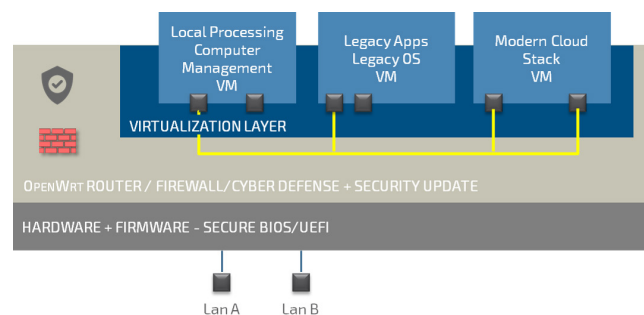 Local Processing
Computer
Management
VM
Legacy Apps
Legacy OS
VM
Modern Cloud
Stack
VM
VIRTUALIZATION LAYER
OPENWRT ROUTER / FIREWALL/CYBER DEFENSE + SECURITY UPDATE
HARDWARE + FIRMWARE - SECURE BIOS/UEFI
Lan A
Lan B